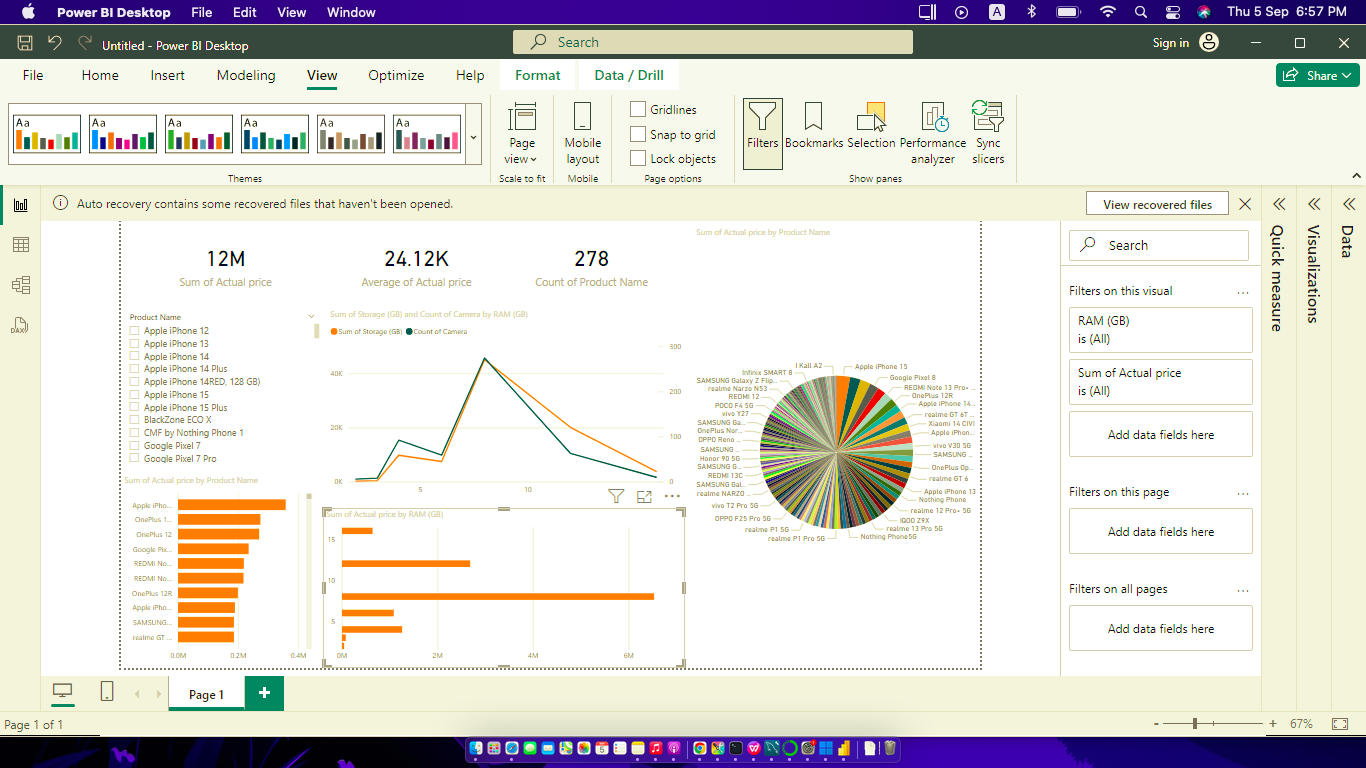 Power BI Desktop File Edit View Window A Thu 5 Sep 6:57 PM
Untitled - Power BI Desktop Search Sign in
File Home Insert Modeling View Optimize Help Format Data / Drill Share
Aa Aa Aa Aa Aa Aa
Page view Mobile layout
Gridlines
Snap to grid
Lock objects
Filters Bookmarks Selection Performance analyzer Sync slicers
Themes Scale to fit Mobile Page options Show panes
Auto recovery contains some recovered files that haven't been opened. View recovered files
DAX
12M
Sum of Actual price
24.12K
Average of Actual price
278
Count of Product Name
Product Name
Apple iPhone 12
Apple iPhone 13
Apple iPhone 14
Apple iPhone 14 Plus
Apple iPhone 14RED, 128 GB)
Apple iPhone 15
Apple iPhone 15 Plus
BlackZone ECO X
CMF by Nothing Phone 1
Google Pixel 7
Google Pixel 7 Pro
Sum of Storage (GB) and Count of Camera by RAM (GB)
Sum of Storage (GB) Count of Camera
40K
20K
0K
300
200
100
0
5 10
Sum of Actual price by Product Name
Apple iPho...
OnePlus 1...
OnePlus 12
Google Pix...
REDMI No...
REDMI No...
OnePlus 12R
Apple iPho...
SAMSUNG...
realme GT ...
0.0M 0.2M 0.4M
Sum of Actual price by RAM (GB)
15
10
5
0M 2M 4M 6M
Sum of Actual price by Product Name
I Kall A2
Infinix SMART 8
SAMSUNG Galaxy Z Flip...
realme Narzo N53
REDMI 12
POCO F4 5G
vivo Y27
SAMSUNG Ga...
OnePlus Nor...
OPPO Reno ...
SAMSUNG ...
Honor 90 5G
SAMSUNG G...
REDMI 13C
SAMSUNG Gal...
realme NARZO ...
vivo T2 Pro 5G
OPPO F25 Pro 5G
realme P1 5G
realme P1 Pro 5G
Apple iPhone 15
Google Pixel 8
REDMI Note 13 Pro+ ...
OnePlus 12R
Apple iPhone 14...
realme GT 6T ...
Xiaomi 14 CIVI
Apple iPhon...
vivo V30 5G
SAMSUNG ...
OnePlus Op...
realme GT 6
Apple iPhone 13
Nothing Phone
realme 12 Pro+ 5G
IQOO Z9X
realme 13 Pro 5G
Nothing Phone5G
Search
Filters on this visual ...
RAM (GB)
is (All)
Sum of Actual price
is (All)
Add data fields here
Filters on this page ...
Add data fields here
Filters on all pages ...
Add data fields here
Quick measure
Visualizations
Data
Page 1 +
Page 1 of 1 - + 67%